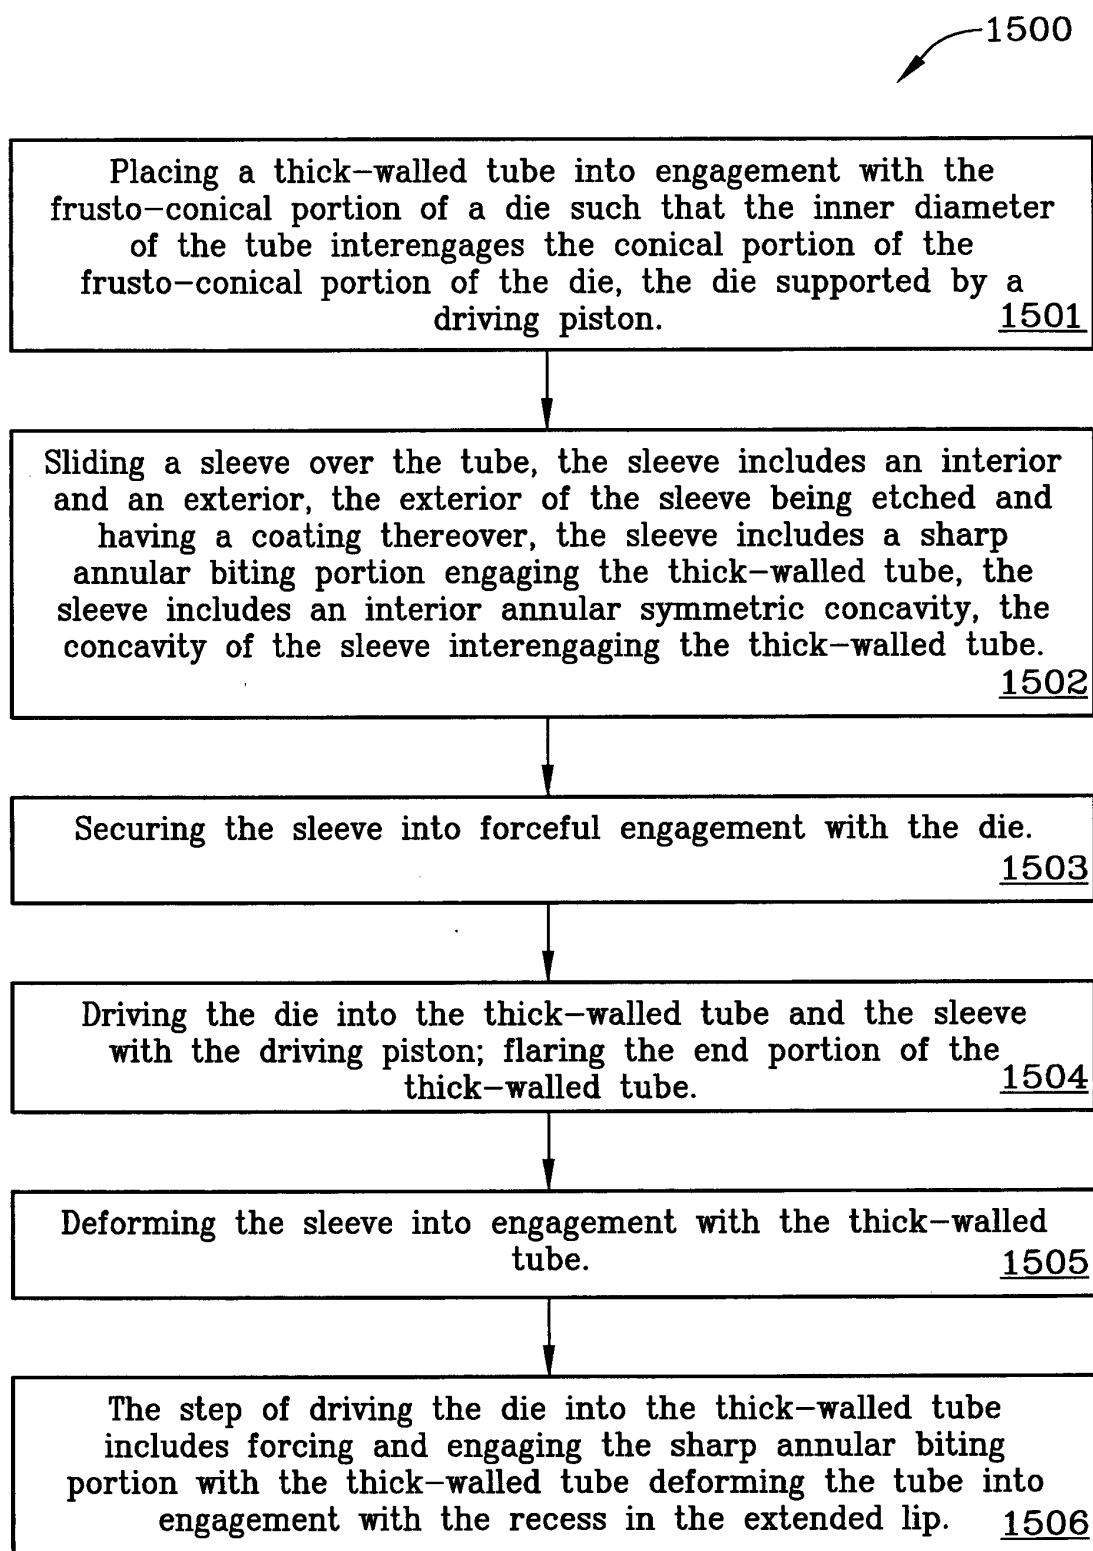 1500
Placing a thick-walled tube into engagement with the
frusto-conical portion of a die such that the inner diameter
of the tube interengages the conical portion of the
frusto-conical portion of the die, the die supported by a
driving piston. 1501
Sliding a sleeve over the tube, the sleeve includes an interior
and an exterior, the exterior of the sleeve being etched and
having a coating thereover, the sleeve includes a sharp
annular biting portion engaging the thick-walled tube, the
sleeve includes an interior annular symmetric concavity, the
concavity of the sleeve interengaging the thick-walled tube.
1502
Securing the sleeve into forceful engagement with the die.
1503
Driving the die into the thick-walled tube and the sleeve
with the driving piston; flaring the end portion of the
thick-walled tube. 1504
Deforming the sleeve into engagement with the thick-walled
tube. 1505
The step of driving the die into the thick-walled tube
includes forcing and engaging the sharp annular biting
portion with the thick-walled tube deforming the tube into
engagement with the recess in the extended lip. 1506